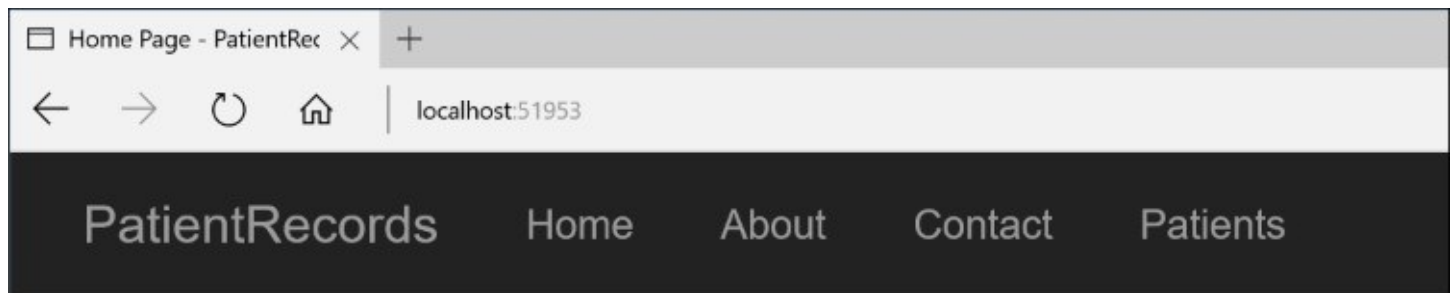 Home Page - PatientRec
localhost:51953
PatientRecords Home About Contact Patients